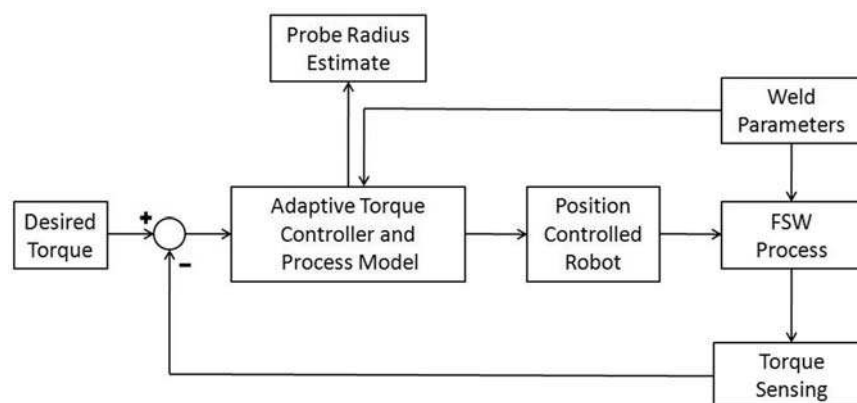 Probe Radius
Estimate
Weld
Parameters
+
Desired
Torque
−
Adaptive Torque
Controller and
Process Model
Position
Controlled
Robot
FSW
Process
Torque
Sensing